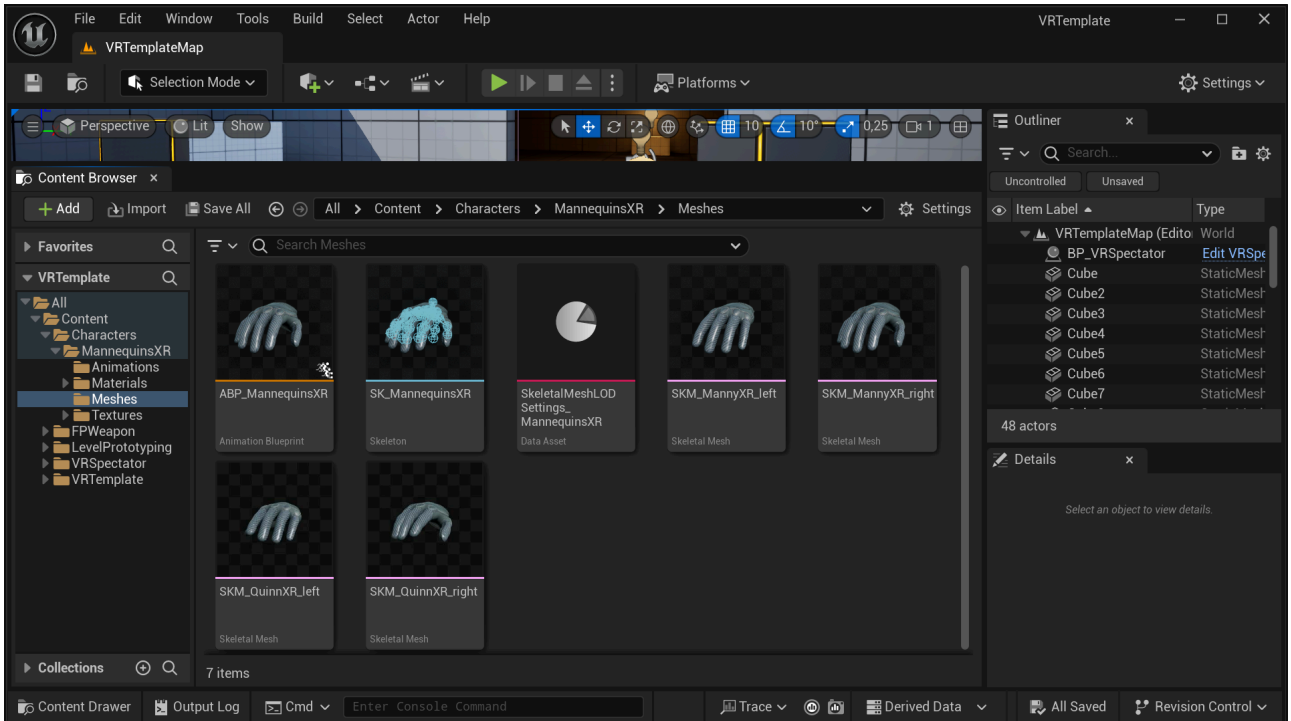 File Edit Window Tools Build Select Actor Help
VRTemplate
VRTemplateMap
Selection Mode
Platforms
Settings
Perspective Lit Show
10 10° 0,25 1
Content Browser
+ Add Import Save All All > Content > Characters > MannequinsXR > Meshes Settings
Favorites
Search Meshes
VRTemplate
All
Content
Characters
MannequinsXR
Animations
Materials
Meshes
Textures
FPWeapon
LevelPrototyping
VRSpectator
VRTemplate
Collections
ABP_MannequinsXR
Animation Blueprint
SK_MannequinsXR
Skeleton
SkeletalMeshLOD
Settings_
MannequinsXR
Data Asset
SKM_MannyXR_left
Skeletal Mesh
SKM_MannyXR_right
Skeletal Mesh
SKM_QuinnXR_left
Skeletal Mesh
SKM_QuinnXR_right
Skeletal Mesh
7 items
Outliner
Search...
Uncontrolled Unsaved
Item Label Type
VRTemplateMap (Edito World
BP_VRSpectator Edit VRSpe
Cube StaticMesh
Cube2 StaticMesh
Cube3 StaticMesh
Cube4 StaticMesh
Cube5 StaticMesh
Cube6 StaticMesh
Cube7 StaticMesh
48 actors
Details
Select an object to view details.
Content Drawer Output Log Cmd Enter Console Command Trace Derived Data All Saved Revision Control